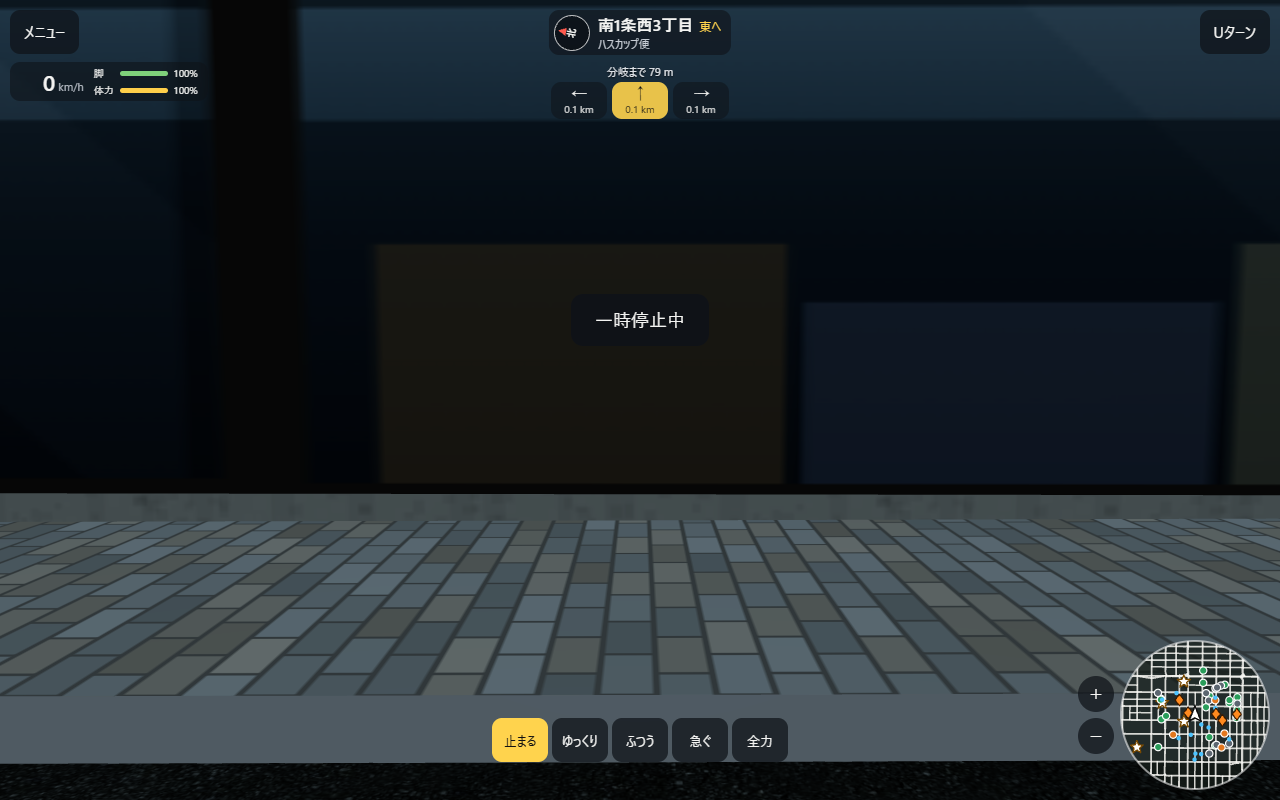 メニュー
南1条西3丁目 東へ
ハスカップ便
Uターン
0 km/h
脚 100%
体力 100%
分岐まで 79 m
← ↑ →
0.1 km 0.1 km 0.1 km
一時停止中
+
−
止まる ゆっくり ふつう 急ぐ 全力